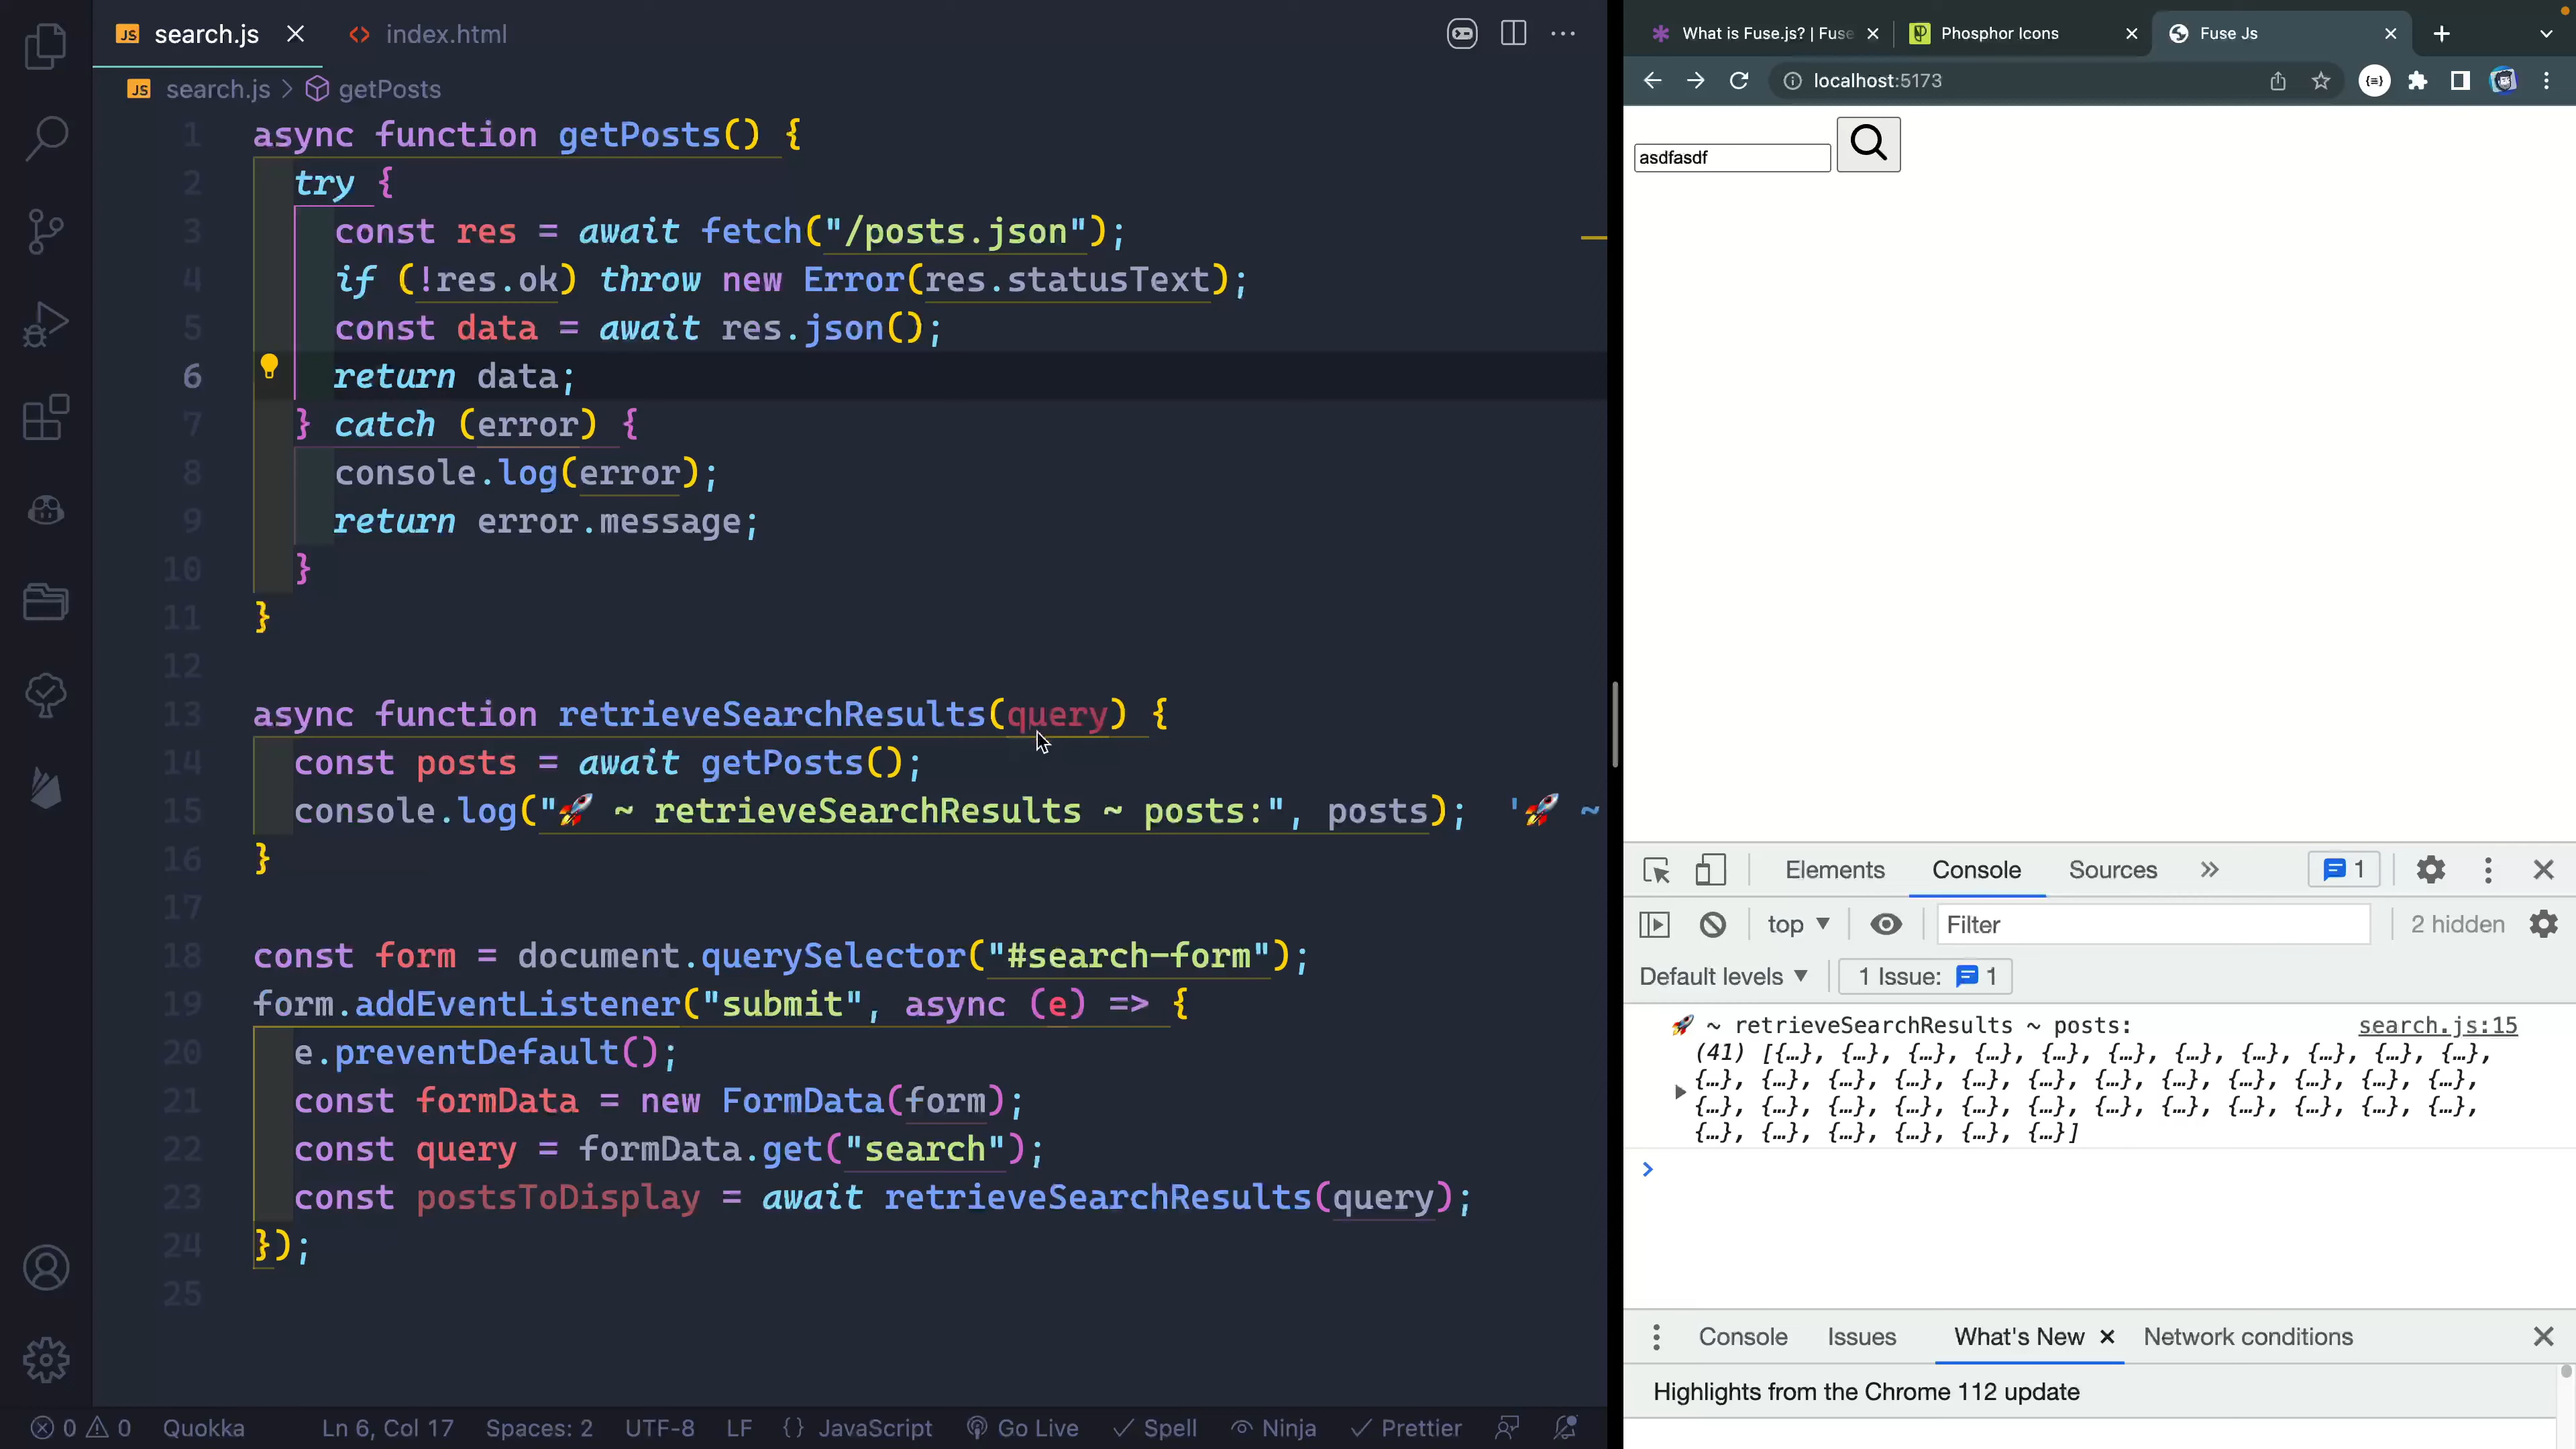 search.js
index.html
search.js > getPosts
1 async function getPosts() {
2 try {
3 const res = await fetch("/posts.json");
4 if (!res.ok) throw new Error(res.statusText);
5 const data = await res.json();
6 return data;
7 } catch (error) {
8 console.log(error);
9 return error.message;
10 }
11 }
12
13 async function retrieveSearchResults(query) {
14 const posts = await getPosts();
15 console.log("🚀 ~ retrieveSearchResults ~ posts:", posts); '🚀 ~
16 }
17
18 const form = document.querySelector("#search-form");
19 form.addEventListener("submit", async (e) => {
20 e.preventDefault();
21 const formData = new FormData(form);
22 const query = formData.get("search");
23 const postsToDisplay = await retrieveSearchResults(query);
24 });
25
0 0 Quokka Ln 6, Col 17 Spaces: 2 UTF-8 LF {} JavaScript Go Live Spell Ninja Prettier
What is Fuse.js? | Fuse
Phosphor Icons
Fuse Js
localhost:5173
asdfasdf
Elements Console Sources 1
top Filter 2 hidden
Default levels 1 Issue: 1
🚀 ~ retrieveSearchResults ~ posts: search.js:15
(41) [{…}, {…}, {…}, {…}, {…}, {…}, {…}, {…}, {…}, {…}, {…},
{…}, {…}, {…}, {…}, {…}, {…}, {…}, {…}, {…}, {…}, {…}, {…},
{…}, {…}, {…}, {…}, {…}, {…}, {…}, {…}, {…}, {…}, {…}, {…},
{…}, {…}, {…}, {…}, {…}, {…}]
Console Issues What's New Network conditions
Highlights from the Chrome 112 update